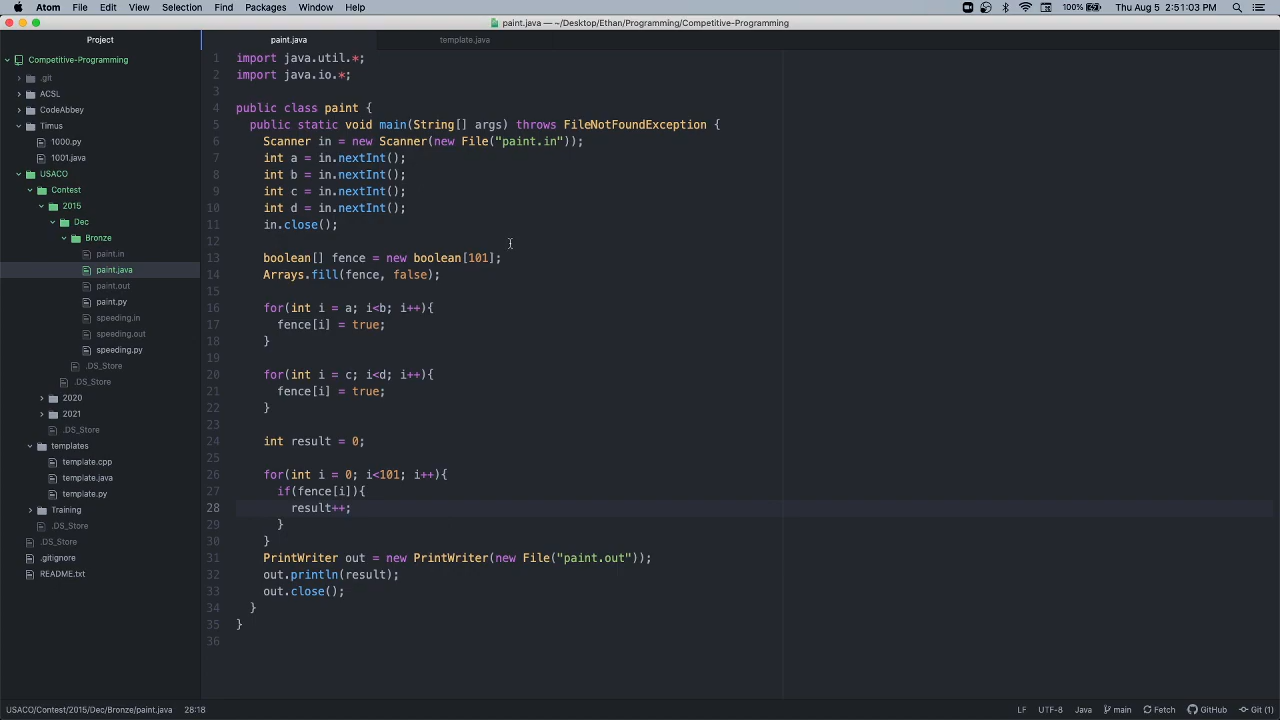 Atom File Edit View Selection Find Packages Window Help 100% Thu Aug 5 2:51:03 PM
paint.java — ~/Desktop/Ethan/Programming/Competitive-Programming
Project
paint.java
template.java
Competitive-Programming
.git
ACSL
CodeAbbey
Timus
1000.py
1001.java
USACO
Contest
2015
Dec
Bronze
paint.in
paint.java
paint.out
paint.py
speeding.in
speeding.out
speeding.py
.DS_Store
.DS_Store
2020
2021
.DS_Store
templates
template.cpp
template.java
template.py
Training
.DS_Store
.DS_Store
.gitignore
README.txt
1 import java.util.*;
2 import java.io.*;
3
4 public class paint {
5 public static void main(String[] args) throws FileNotFoundException {
6 Scanner in = new Scanner(new File("paint.in"));
7 int a = in.nextInt();
8 int b = in.nextInt();
9 int c = in.nextInt();
10 int d = in.nextInt();
11 in.close();
12
13 boolean[] fence = new boolean[101];
14 Arrays.fill(fence, false);
15
16 for(int i = a; i<b; i++){
17 fence[i] = true;
18 }
19
20 for(int i = c; i<d; i++){
21 fence[i] = true;
22 }
23
24 int result = 0;
25
26 for(int i = 0; i<101; i++){
27 if(fence[i]){
28 result++;
29 }
30 }
31 PrintWriter out = new PrintWriter(new File("paint.out"));
32 out.println(result);
33 out.close();
34 }
35 }
36
USACO/Contest/2015/Dec/Bronze/paint.java 28:18 LF UTF-8 Java main Fetch GitHub Git (1)